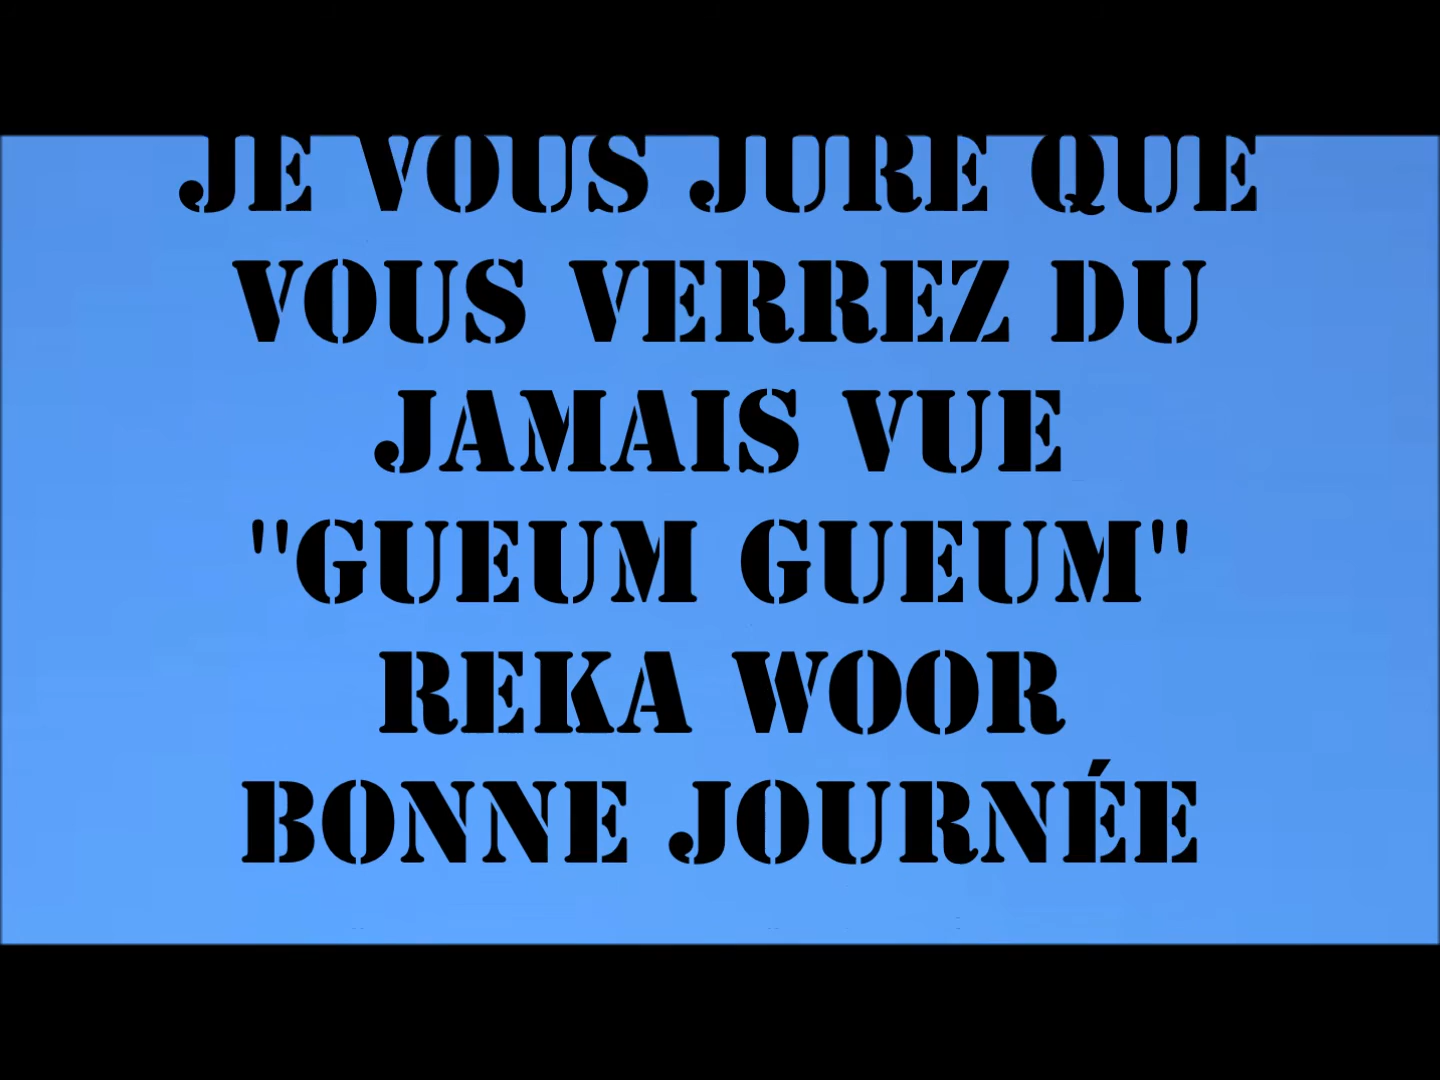 JE VOUS JURE QUE
VOUS VERREZ DU
JAMAIS VUE
"GUEUM GUEUM"
REKA WOOR
BONNE JOURNÉE